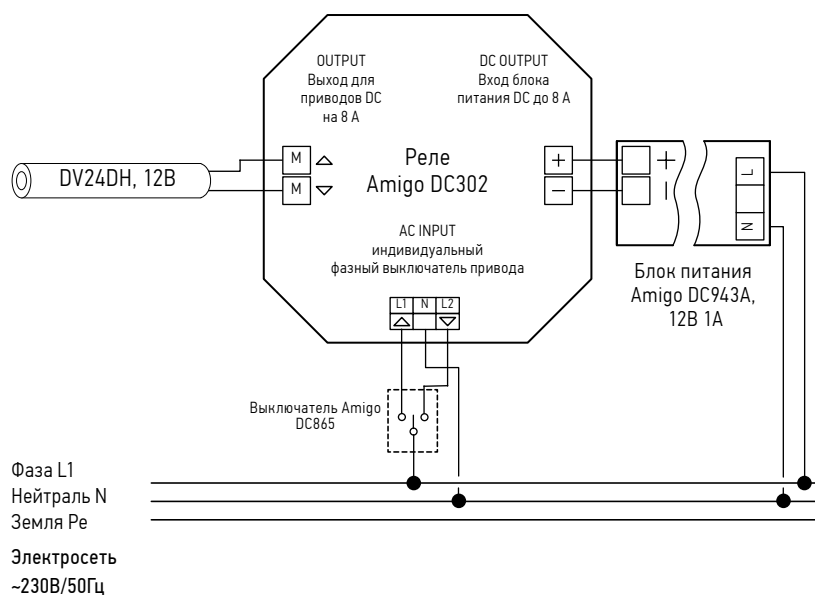 OUTPUT
Выход для
приводов DC
на 8 А
DC OUTPUT
Вход блока
питания DC до 8 А
M
M
Реле
Amigo DC302
+
−
+
−
L
N
DV24DH, 12В
AC INPUT
индивидуальный
фазный выключатель привода
L1 N L2
Блок питания
Amigo DC943A,
12В 1А
Выключатель Amigo
DC865
Фаза L1
Нейтраль N
Земля Pe
Электросеть
~230В/50Гц